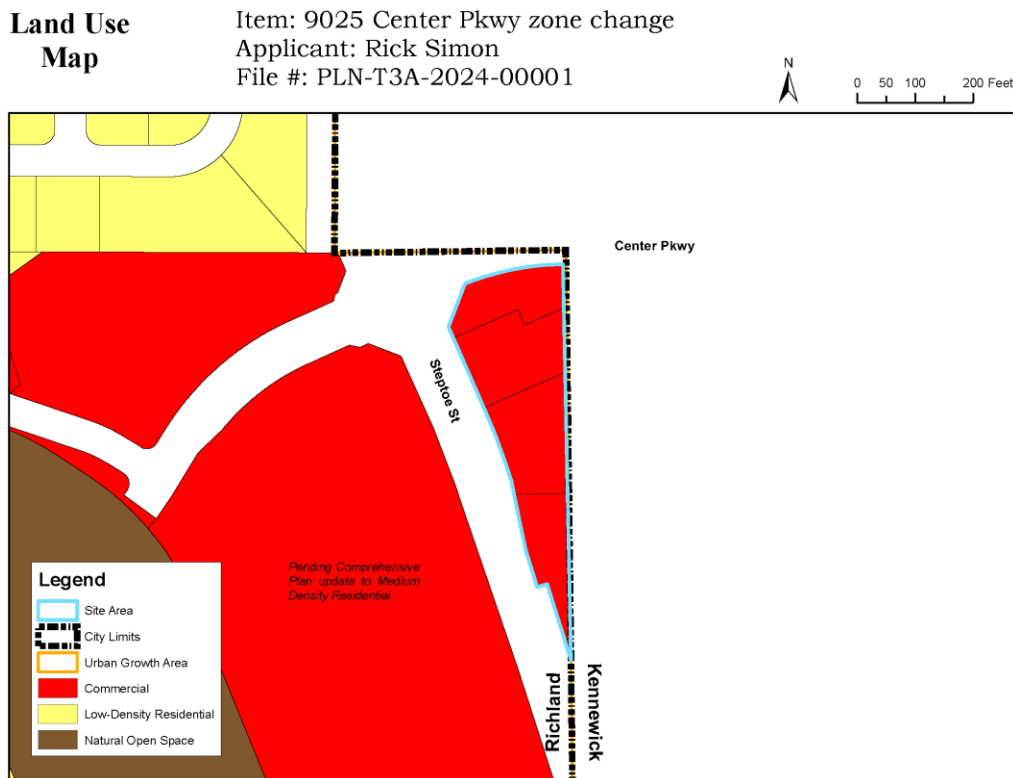 Land Use
Map
Item: 9025 Center Pkwy zone change
Applicant: Rick Simon
File #: PLN-T3A-2024-00001
N
0 50 100 200 Feet
Center Pkwy
Steptoe St
Pending Comprehensive
Plan update to Medium
Density Residential
Legend
Site Area
City Limits
Urban Growth Area
Commercial
Low-Density Residential
Natural Open Space
Richland
Kennewick